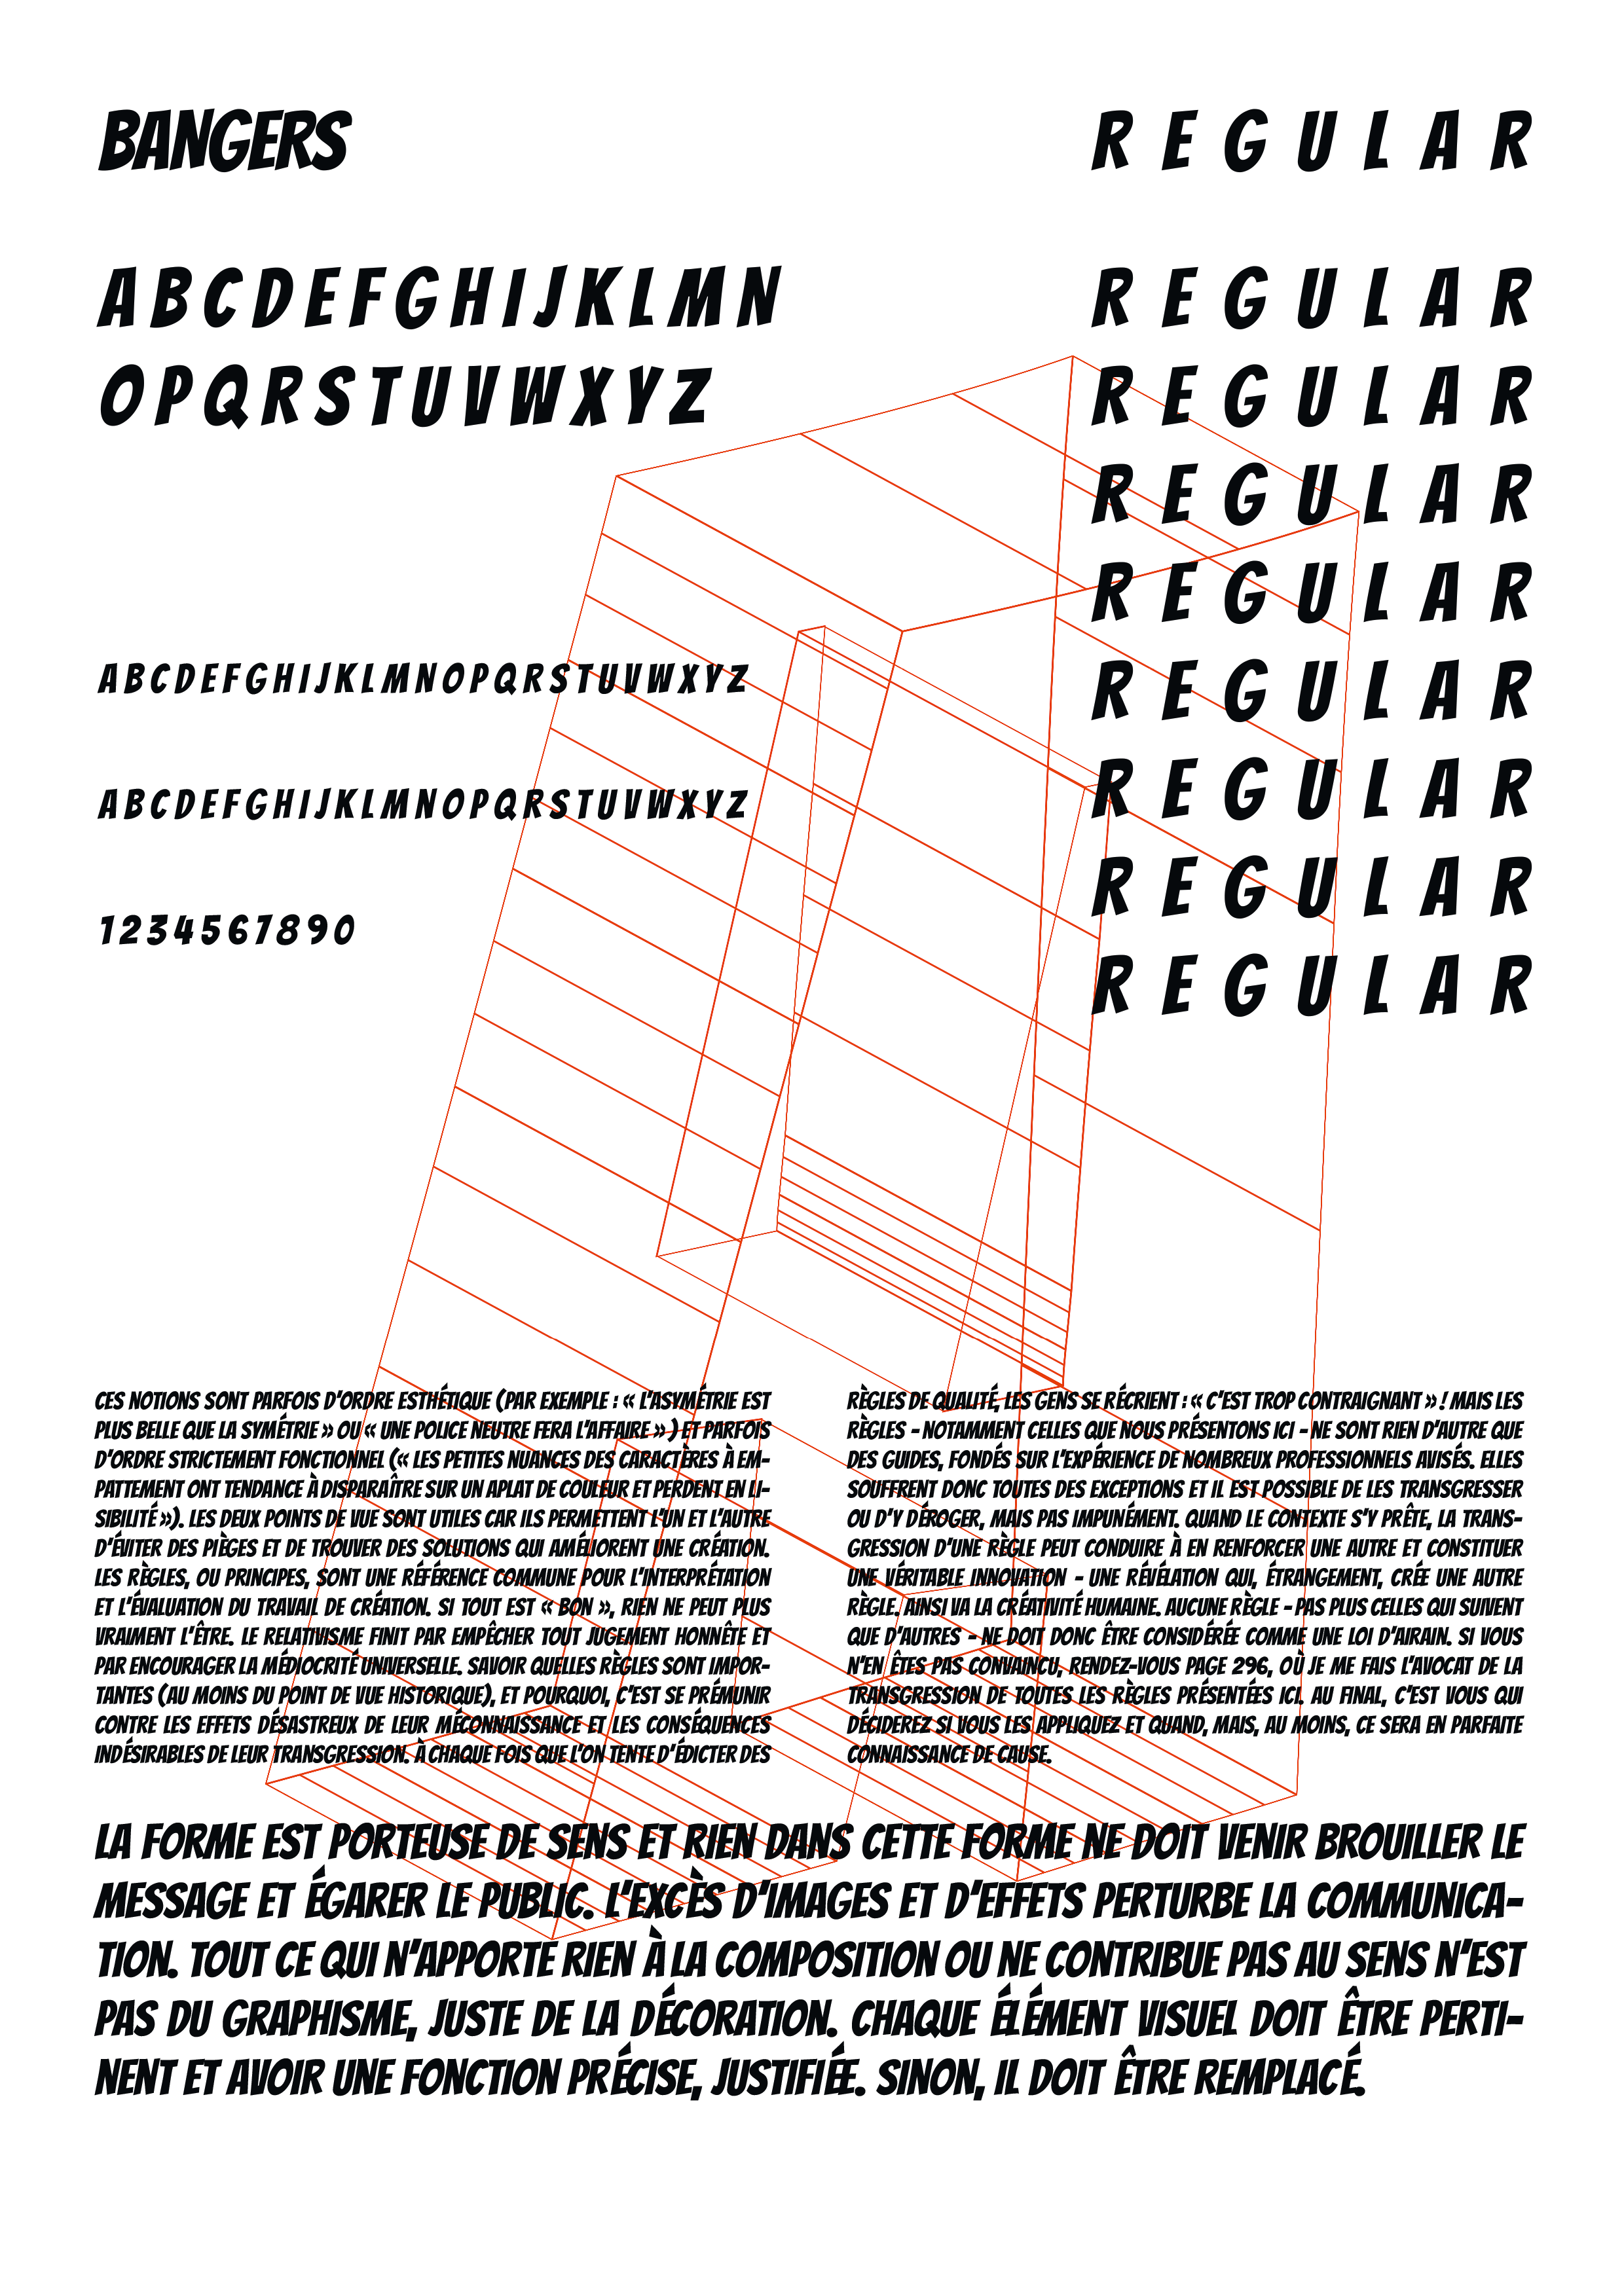 BANGERS
REGULAR
ABCDEFGHIJKLMN
OPQRSTUVWXYZ
REGULAR
REGULAR
REGULAR
REGULAR
REGULAR
REGULAR
REGULAR
REGULAR
ABCDEFGHIJKLMNOPQRSTUVWXYZ
ABCDEFGHIJKLMNOPQRSTUVWXYZ
1234567890
CES NOTIONS SONT PARFOIS D'ORDRE ESTHÉTIQUE (PAR EXEMPLE : « L'ASYMÉTRIE EST
PLUS BELLE QUE LA SYMÉTRIE » OU « UNE POLICE NEUTRE FERA L'AFFAIRE ») ET PARFOIS
D'ORDRE STRICTEMENT FONCTIONNEL (« LES PETITES NUANCES DES CARACTÈRES À EM-
PATTEMENT ONT TENDANCE À DISPARAÎTRE SUR UN APLAT DE COULEUR ET PERDENT EN LI-
SIBILITÉ »). LES DEUX POINTS DE VUE SONT UTILES CAR ILS PERMETTENT L'UN ET L'AUTRE
D'ÉVITER DES PIÈGES ET DE TROUVER DES SOLUTIONS QUI AMÉLIORENT UNE CRÉATION.
LES RÈGLES, OU PRINCIPES, SONT UNE RÉFÉRENCE COMMUNE POUR L'INTERPRÉTATION
ET L'ÉVALUATION DU TRAVAIL DE CRÉATION. SI TOUT EST « BON », RIEN NE PEUT PLUS
VRAIMENT L'ÊTRE. LE RELATIVISME FINIT PAR EMPÊCHER TOUT JUGEMENT HONNÊTE ET
PAR ENCOURAGER LA MÉDIOCRITÉ UNIVERSELLE. SAVOIR QUELLES RÈGLES SONT IMPOR-
TANTES (AU MOINS DU POINT DE VUE HISTORIQUE), ET POURQUOI, C'EST SE PRÉMUNIR
CONTRE LES EFFETS DÉSASTREUX DE LEUR MÉCONNAISSANCE ET LES CONSÉQUENCES
INDÉSIRABLES DE LEUR TRANSGRESSION. À CHAQUE FOIS QUE L'ON TENTE D'ÉDICTER DES
RÈGLES DE QUALITÉ, LES GENS SE RÉCRIENT : « C'EST TROP CONTRAIGNANT » ! MAIS LES
RÈGLES - NOTAMMENT CELLES QUE NOUS PRÉSENTONS ICI - NE SONT RIEN D'AUTRE QUE
DES GUIDES, FONDÉS SUR L'EXPÉRIENCE DE NOMBREUX PROFESSIONNELS AVISÉS. ELLES
SOUFFRENT DONC TOUTES DES EXCEPTIONS ET IL EST POSSIBLE DE LES TRANSGRESSER
OU D'Y DÉROGER, MAIS PAS IMPUNÉMENT. QUAND LE CONTEXTE S'Y PRÊTE, LA TRANS-
GRESSION D'UNE RÈGLE PEUT CONDUIRE À EN RENFORCER UNE AUTRE ET CONSTITUER
UNE VÉRITABLE INNOVATION - UNE RÉVÉLATION QUI, ÉTRANGEMENT, CRÉE UNE AUTRE
RÈGLE. AINSI VA LA CRÉATIVITÉ HUMAINE. AUCUNE RÈGLE - PAS PLUS CELLES QUI SUIVENT
QUE D'AUTRES - NE DOIT DONC ÊTRE CONSIDÉRÉE COMME UNE LOI D'AIRAIN. SI VOUS
N'EN ÊTES PAS CONVAINCU, RENDEZ-VOUS PAGE 296, OÙ JE ME FAIS L'AVOCAT DE LA
TRANSGRESSION DE TOUTES LES RÈGLES PRÉSENTÉES ICI. AU FINAL, C'EST VOUS QUI
DÉCIDEREZ SI VOUS LES APPLIQUEZ ET QUAND, MAIS, AU MOINS, CE SERA EN PARFAITE
CONNAISSANCE DE CAUSE.
LA FORME EST PORTEUSE DE SENS ET RIEN DANS CETTE FORME NE DOIT VENIR BROUILLER LE
MESSAGE ET ÉGARER LE PUBLIC. L'EXCÈS D'IMAGES ET D'EFFETS PERTURBE LA COMMUNICA-
TION. TOUT CE QUI N'APPORTE RIEN À LA COMPOSITION OU NE CONTRIBUE PAS AU SENS N'EST
PAS DU GRAPHISME, JUSTE DE LA DÉCORATION. CHAQUE ÉLÉMENT VISUEL DOIT ÊTRE PERTI-
NENT ET AVOIR UNE FONCTION PRÉCISE, JUSTIFIÉE. SINON, IL DOIT ÊTRE REMPLACÉ.